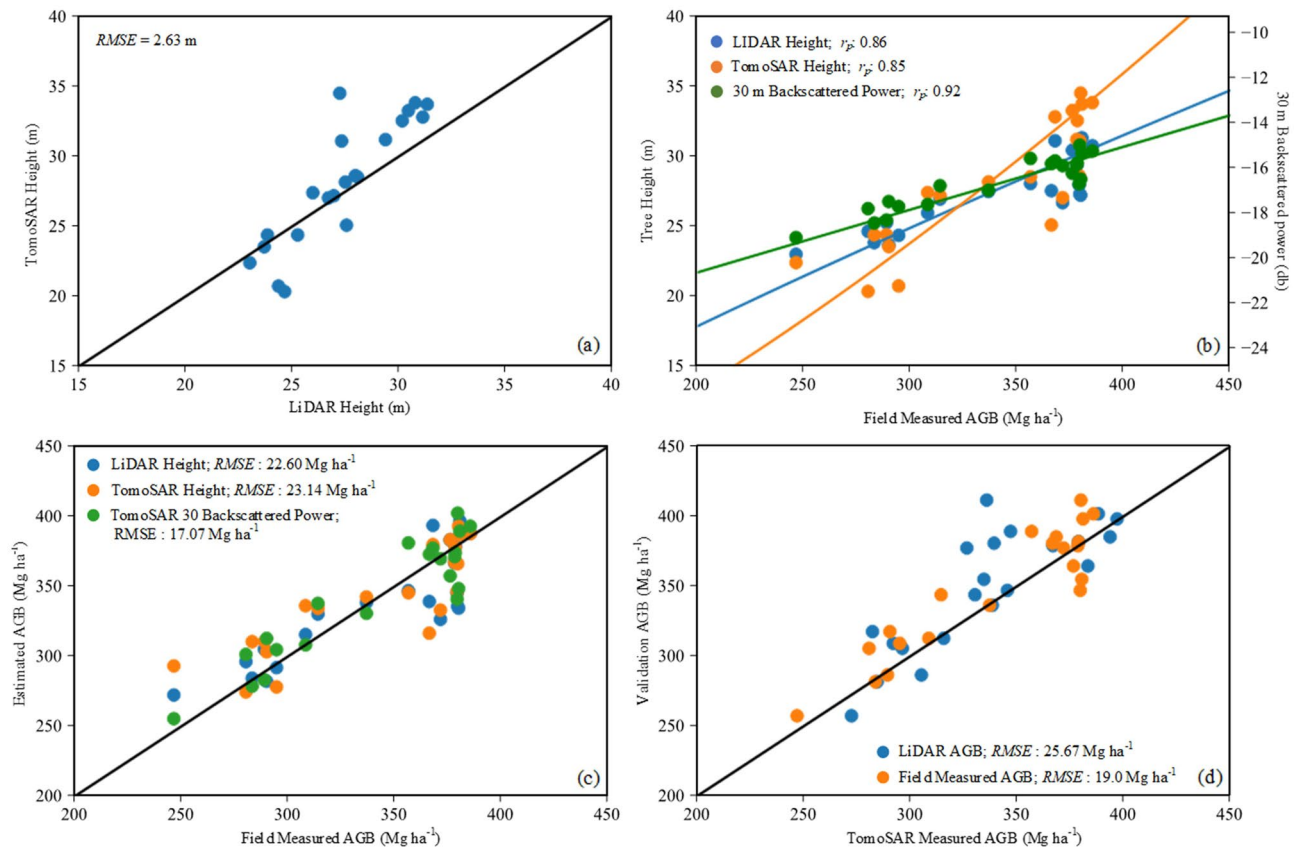 40
35
30
25
20
15
TomoSAR Height (m)
RMSE = 2.63 m
(a)
15
25
30
35
40
LiDAR Height (m)
40
35
30
25
20
15
Tree Height (m)
LIDAR Height; rₚ: 0.86
TomoSAR Height; rₚ: 0.85
30 m Backscattered Power; rₚ: 0.92
(b)
−10
−12
−14
−16
−18
−20
−22
−24
30 m Backscattered power (db)
200
250
300
350
400
450
Field Measured AGB (Mg ha⁻¹)
450
400
350
300
250
200
Estimated AGB (Mg ha⁻¹)
LiDAR Height; RMSE : 22.60 Mg ha⁻¹
TomoSAR Height; RMSE : 23.14 Mg ha⁻¹
TomoSAR 30 Backscattered Power;
RMSE : 17.07 Mg ha⁻¹
(c)
200
250
300
350
400
450
Field Measured AGB (Mg ha⁻¹)
450
400
350
300
250
200
Validation AGB (Mg ha⁻¹)
LiDAR AGB; RMSE : 25.67 Mg ha⁻¹
Field Measured AGB; RMSE : 19.0 Mg ha⁻¹
(d)
200
250
300
350
400
450
TomoSAR Measured AGB (Mg ha⁻¹)